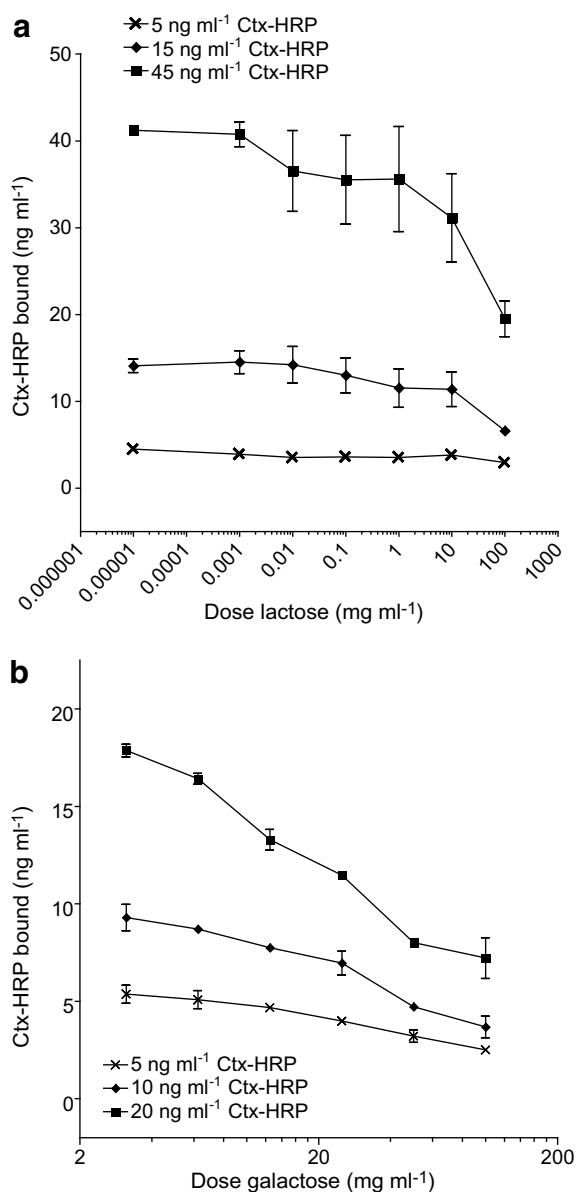 a
5 ng ml⁻¹ Ctx-HRP
15 ng ml⁻¹ Ctx-HRP
45 ng ml⁻¹ Ctx-HRP
50
40
30
20
10
0
Ctx-HRP bound (ng ml⁻¹)
0.000001 0.00001 0.0001 0.001 0.01 0.1 1 10 100 1000
Dose lactose (mg ml⁻¹)
b
20
15
10
5
0
Ctx-HRP bound (ng ml⁻¹)
5 ng ml⁻¹ Ctx-HRP
10 ng ml⁻¹ Ctx-HRP
20 ng ml⁻¹ Ctx-HRP
2 20 200
Dose galactose (mg ml⁻¹)